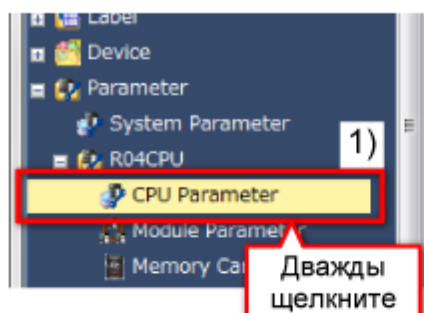 Label
Device
Parameter
System Parameter
1)
R04CPU
CPU Parameter
Module Parameter
Memory Ca
Дважды
щелкните